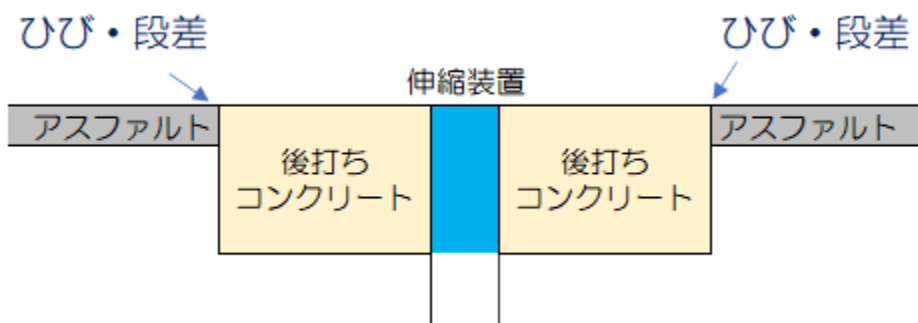 ひび・段差
ひび・段差
伸縮装置
アスファルト
アスファルト
後打ち
コンクリート
後打ち
コンクリート